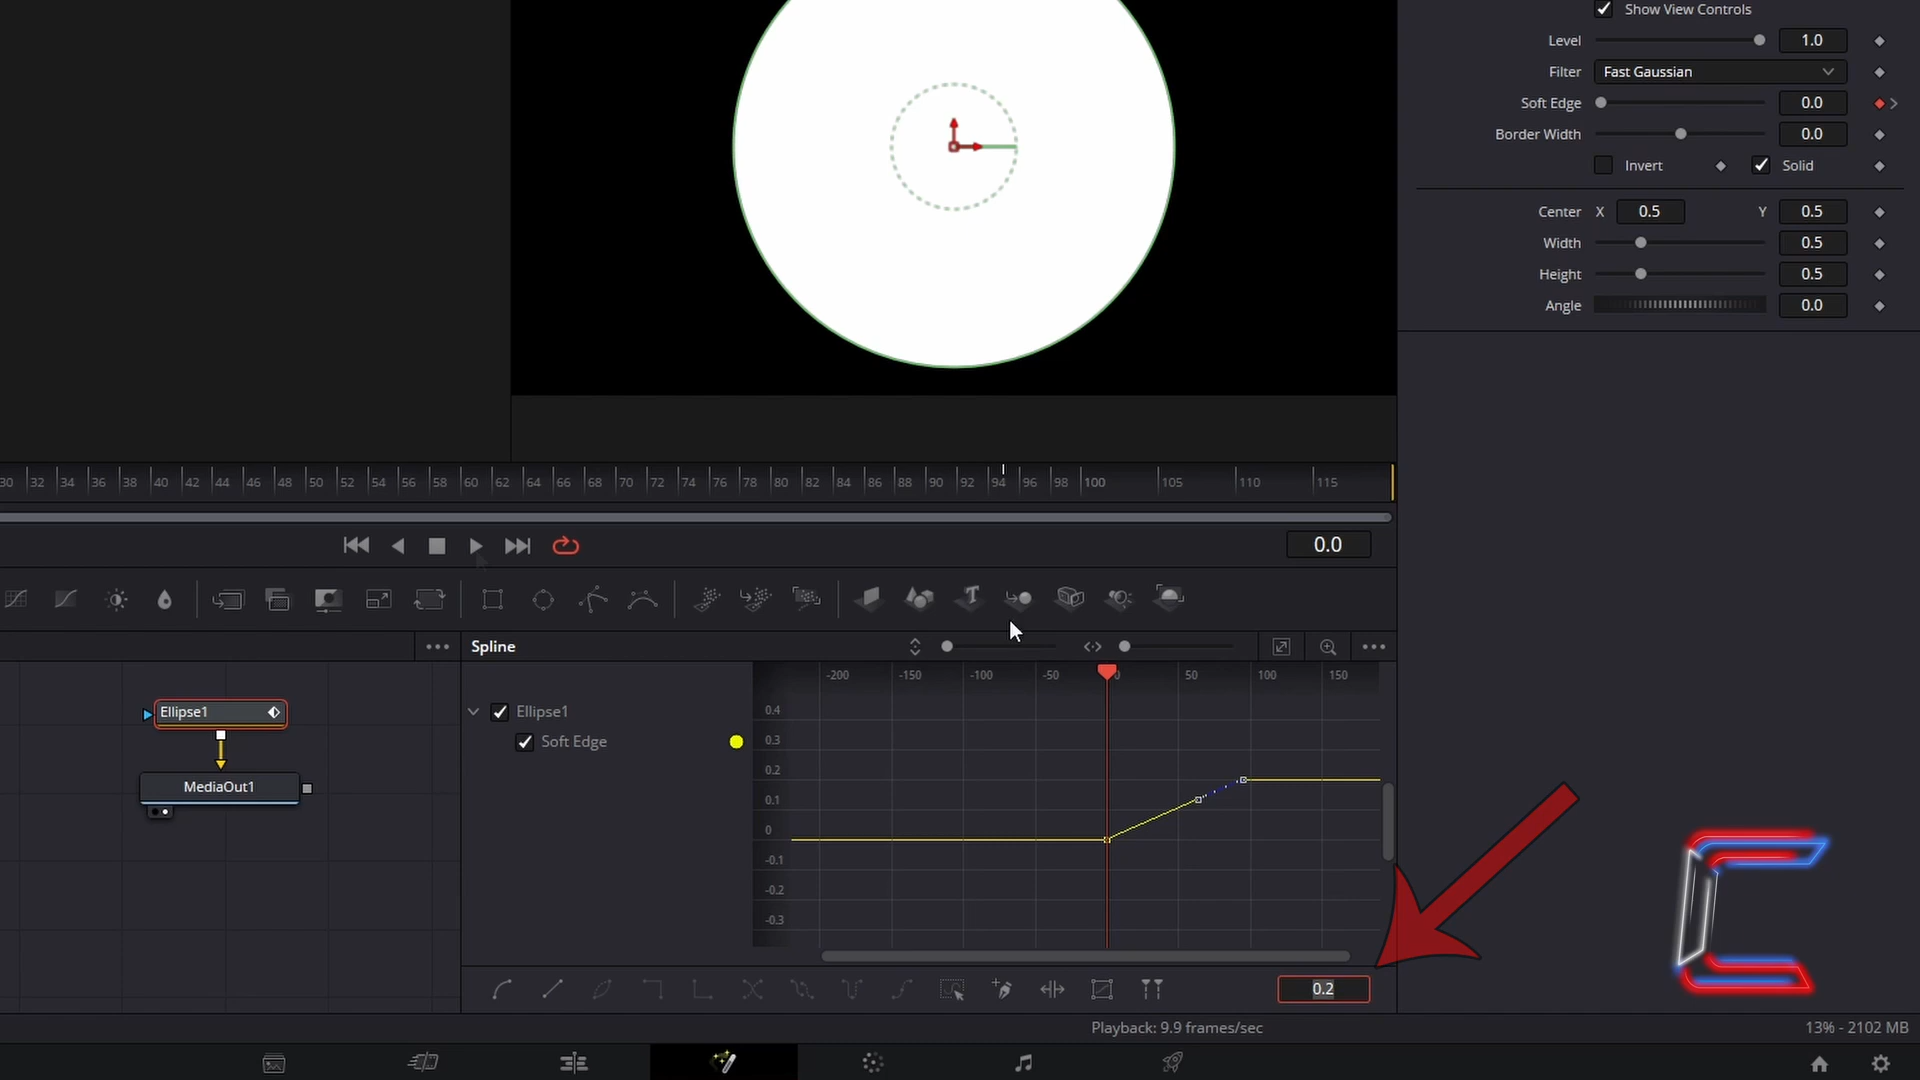 Show View Controls
Level 1.0
Filter Fast Gaussian
Soft Edge 0.0
Border Width 0.0
Invert Solid
Center X 0.5 Y 0.5
Width 0.5
Height 0.5
Angle 0.0
30 32 34 36 38 40 42 44 46 48 50 52 54 56 58 60 62 64 66 68 70 72 74 76 78 80 82 84 86 88 90 92 94 96 98 100 105 110 115
0.0
Spline
-200 -150 -100 -50 0 50 100 150
Ellipse1
MediaOut1
Ellipse1
Soft Edge
0.4
0.3
0.2
0.1
0
-0.1
-0.2
-0.3
0.2
Playback: 9.9 frames/sec
13% - 2102 MB